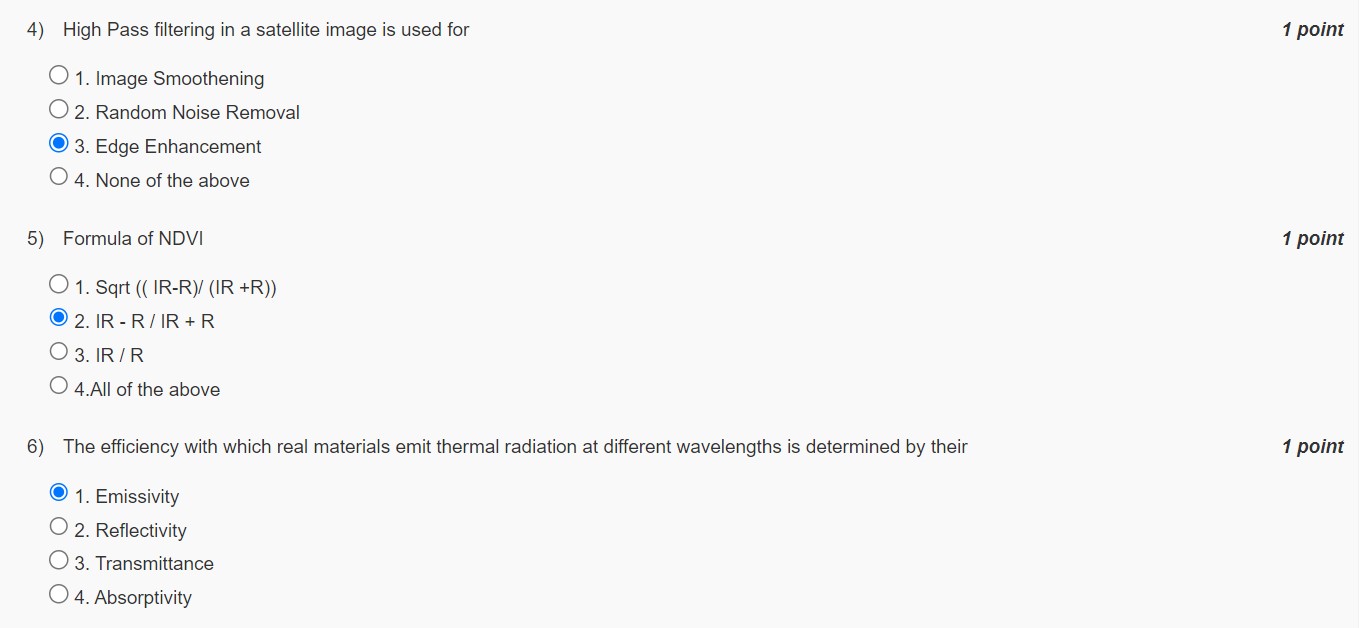 4) High Pass filtering in a satellite image is used for 1 point
1. Image Smoothening
2. Random Noise Removal
3. Edge Enhancement
4. None of the above
5) Formula of NDVI 1 point
1. Sqrt (( IR-R)/ (IR +R))
2. IR - R / IR + R
3. IR / R
4.All of the above
6) The efficiency with which real materials emit thermal radiation at different wavelengths is determined by their 1 point
1. Emissivity
2. Reflectivity
3. Transmittance
4. Absorptivity